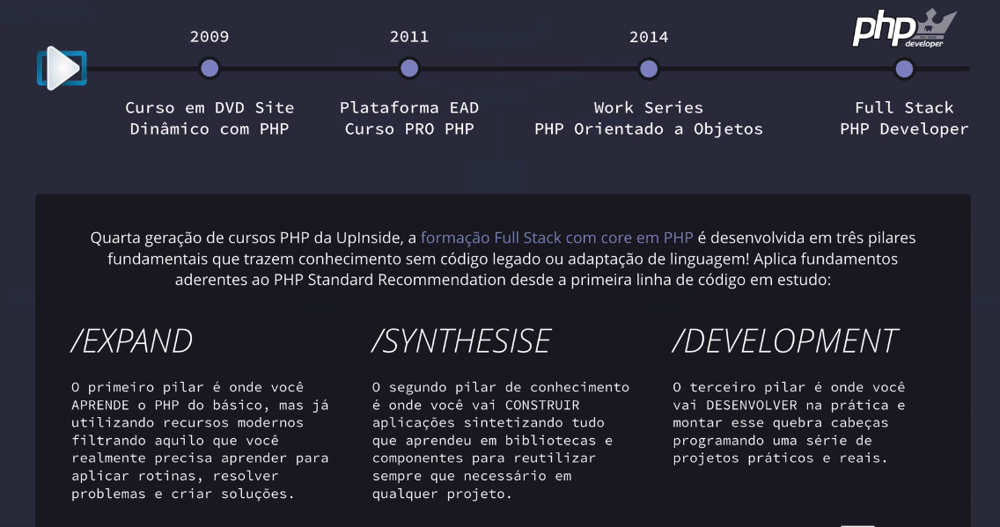 php
developer
2009
2011
2014
Curso em DVD Site
Dinâmico com PHP
Plataforma EAD
Curso PRO PHP
Work Series
PHP Orientado a Objetos
Full Stack
PHP Developer
Quarta geração de cursos PHP da UpInside, a formação Full Stack com core em PHP é desenvolvida em três pilares
fundamentais que trazem conhecimento sem código legado ou adaptação de linguagem! Aplica fundamentos
aderentes ao PHP Standard Recommendation desde a primeira linha de código em estudo:
/EXPAND
O primeiro pilar é onde você
APRENDE o PHP do básico, mas já
utilizando recursos modernos
filtrando aquilo que você
realmente precisa aprender para
aplicar rotinas, resolver
problemas e criar soluções.
/SYNTHESISE
O segundo pilar de conhecimento
é onde você vai CONSTRUIR
aplicações sintetizando tudo
que aprendeu em bibliotecas e
componentes para reutilizar
sempre que necessário em
qualquer projeto.
/DEVELOPMENT
O terceiro pilar é onde você
vai DESENVOLVER na prática e
montar esse quebra cabeças
programando uma série de
projetos práticos e reais.